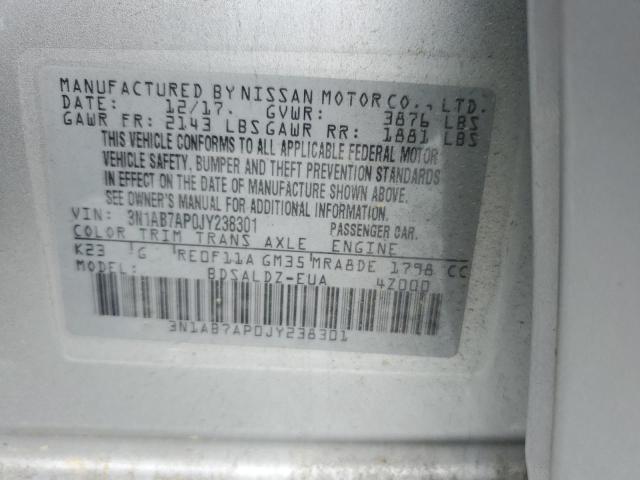 MANUFACTURED BY NISSAN MOTOR CO., LTD.
DATE: 12/17. GVWR: 3876 LBS
GAWR FR: 2143 LBS GAWR RR: 1881 LBS
THIS VEHICLE CONFORMS TO ALL APPLICABLE FEDERAL MOTOR
VEHICLE SAFETY, BUMPER AND THEFT PREVENTION STANDARDS
IN EFFECT ON THE DATE OF MANUFACTURE SHOWN ABOVE.
SEE OWNER'S MANUAL FOR ADDITIONAL INFORMATION.
VIN: 3N1AB7AP0JY238301 PASSENGER CAR.
COLOR TRIM TRANS AXLE ENGINE
K23 G RE0F11A GM35 MRA8DE 1798 CC
MODEL: BDSALDZ-EUA 4Z000
3N1AB7AP0JY238301